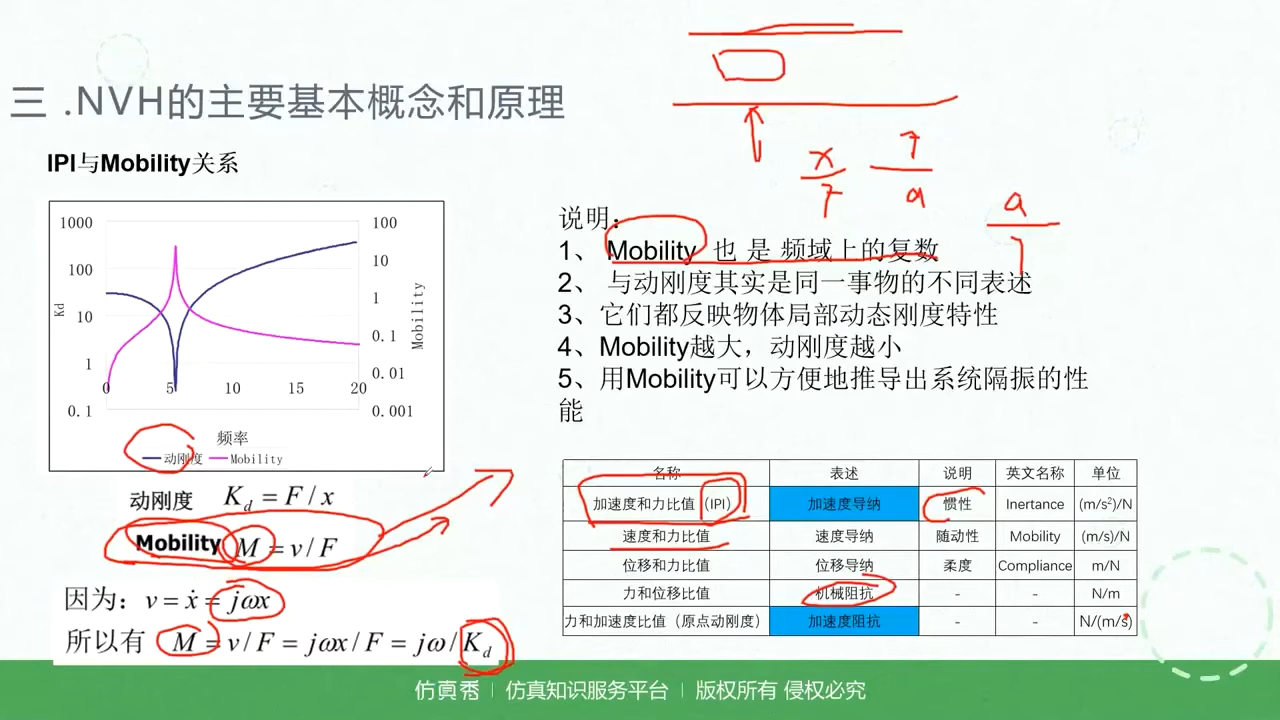 三 .NVH的主要基本概念和原理
IPI与Mobility关系
1000
100
10
1
0.1
Kd
100
10
1
0.1
0.01
0.001
Mobility
0 5 10 15 20
频率
动刚度 Mobility
动刚度 K_d = F / x
Mobility M = v / F
因为: v = ẋ = jωx
所以有 M = v / F = jωx / F = jω / K_d
x/F F/a
a/F
说明:
1、 Mobility 也 是 频域上的复数
2、 与动刚度其实是同一事物的不同表述
3、它们都反映物体局部动态刚度特性
4、Mobility越大，动刚度越小
5、用Mobility可以方便地推导出系统隔振的性
能
名称 表述 说明 英文名称 单位
加速度和力比值（IPI） 加速度导纳 惯性 Inertance (m/s²)/N
速度和力比值 速度导纳 随动性 Mobility (m/s)/N
位移和力比值 位移导纳 柔度 Compliance m/N
力和位移比值 机械阻抗 - - N/m
力和加速度比值（原点动刚度） 加速度阻抗 - - N/(m/s)
仿真秀 | 仿真知识服务平台 | 版权所有 侵权必究